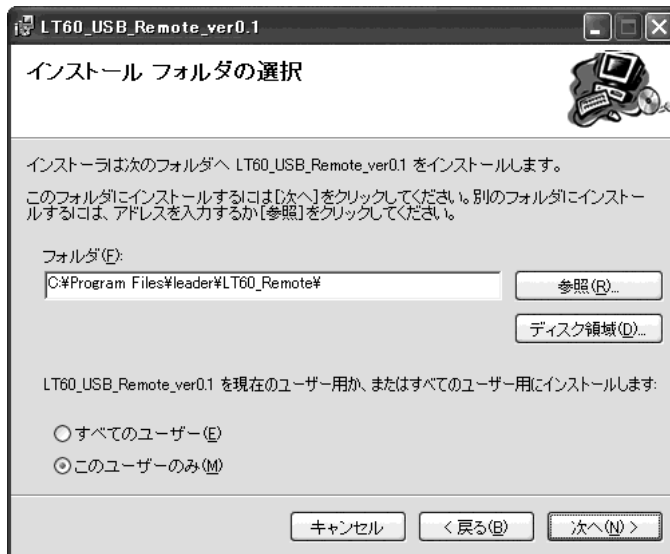 LT60_USB_Remote_ver0.1
インストール フォルダの選択
インストーラは次のフォルダへ LT60_USB_Remote_ver0.1 をインストールします。
このフォルダにインストールするには[次へ]をクリックしてください。別のフォルダにインストー
ルするには、アドレスを入力するか[参照]をクリックしてください。
フォルダ(F):
C:¥Program Files¥leader¥LT60_Remote¥
参照(R)...
ディスク領域(D)...
LT60_USB_Remote_ver0.1 を現在のユーザー用か、またはすべてのユーザー用にインストールします:
すべてのユーザー(E)
このユーザーのみ(M)
キャンセル
< 戻る(B)
次へ(N) >